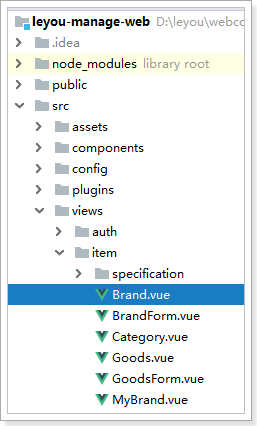 leyou-manage-web D:\leyou\webco
.idea
node_modules library root
public
src
assets
components
config
plugins
views
auth
item
specification
Brand.vue
BrandForm.vue
Category.vue
Goods.vue
GoodsForm.vue
MyBrand.vue